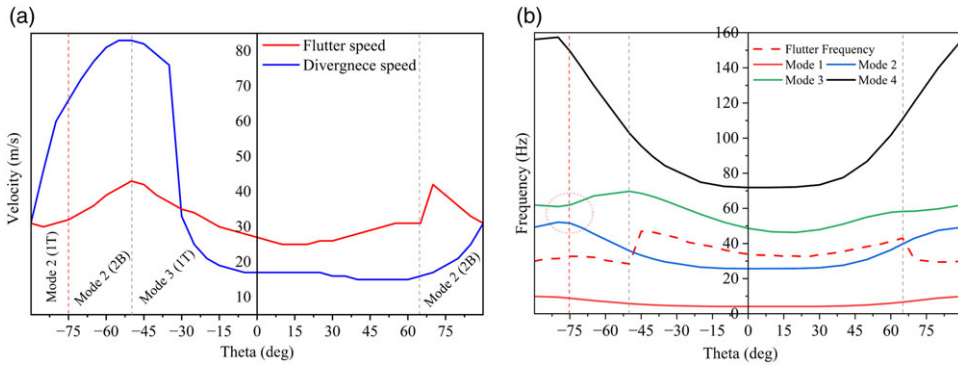 (a)
Flutter speed
Divergnece speed
80
70
60
50
40
30
20
10
Velocity (m/s)
Mode 2 (1T)
Mode 2 (2B)
Mode 3 (1T)
Mode 2 (2B)
−75 −60 −45 −30 −15 0 15 30 45 60 75
Theta (deg)
(b)
Flutter Frequency
Mode 1 Mode 2
Mode 3 Mode 4
160
140
120
100
80
60
40
20
0
Frequency (Hz)
−75 −60 −45 −30 −15 0 15 30 45 60 75
Theta (deg)